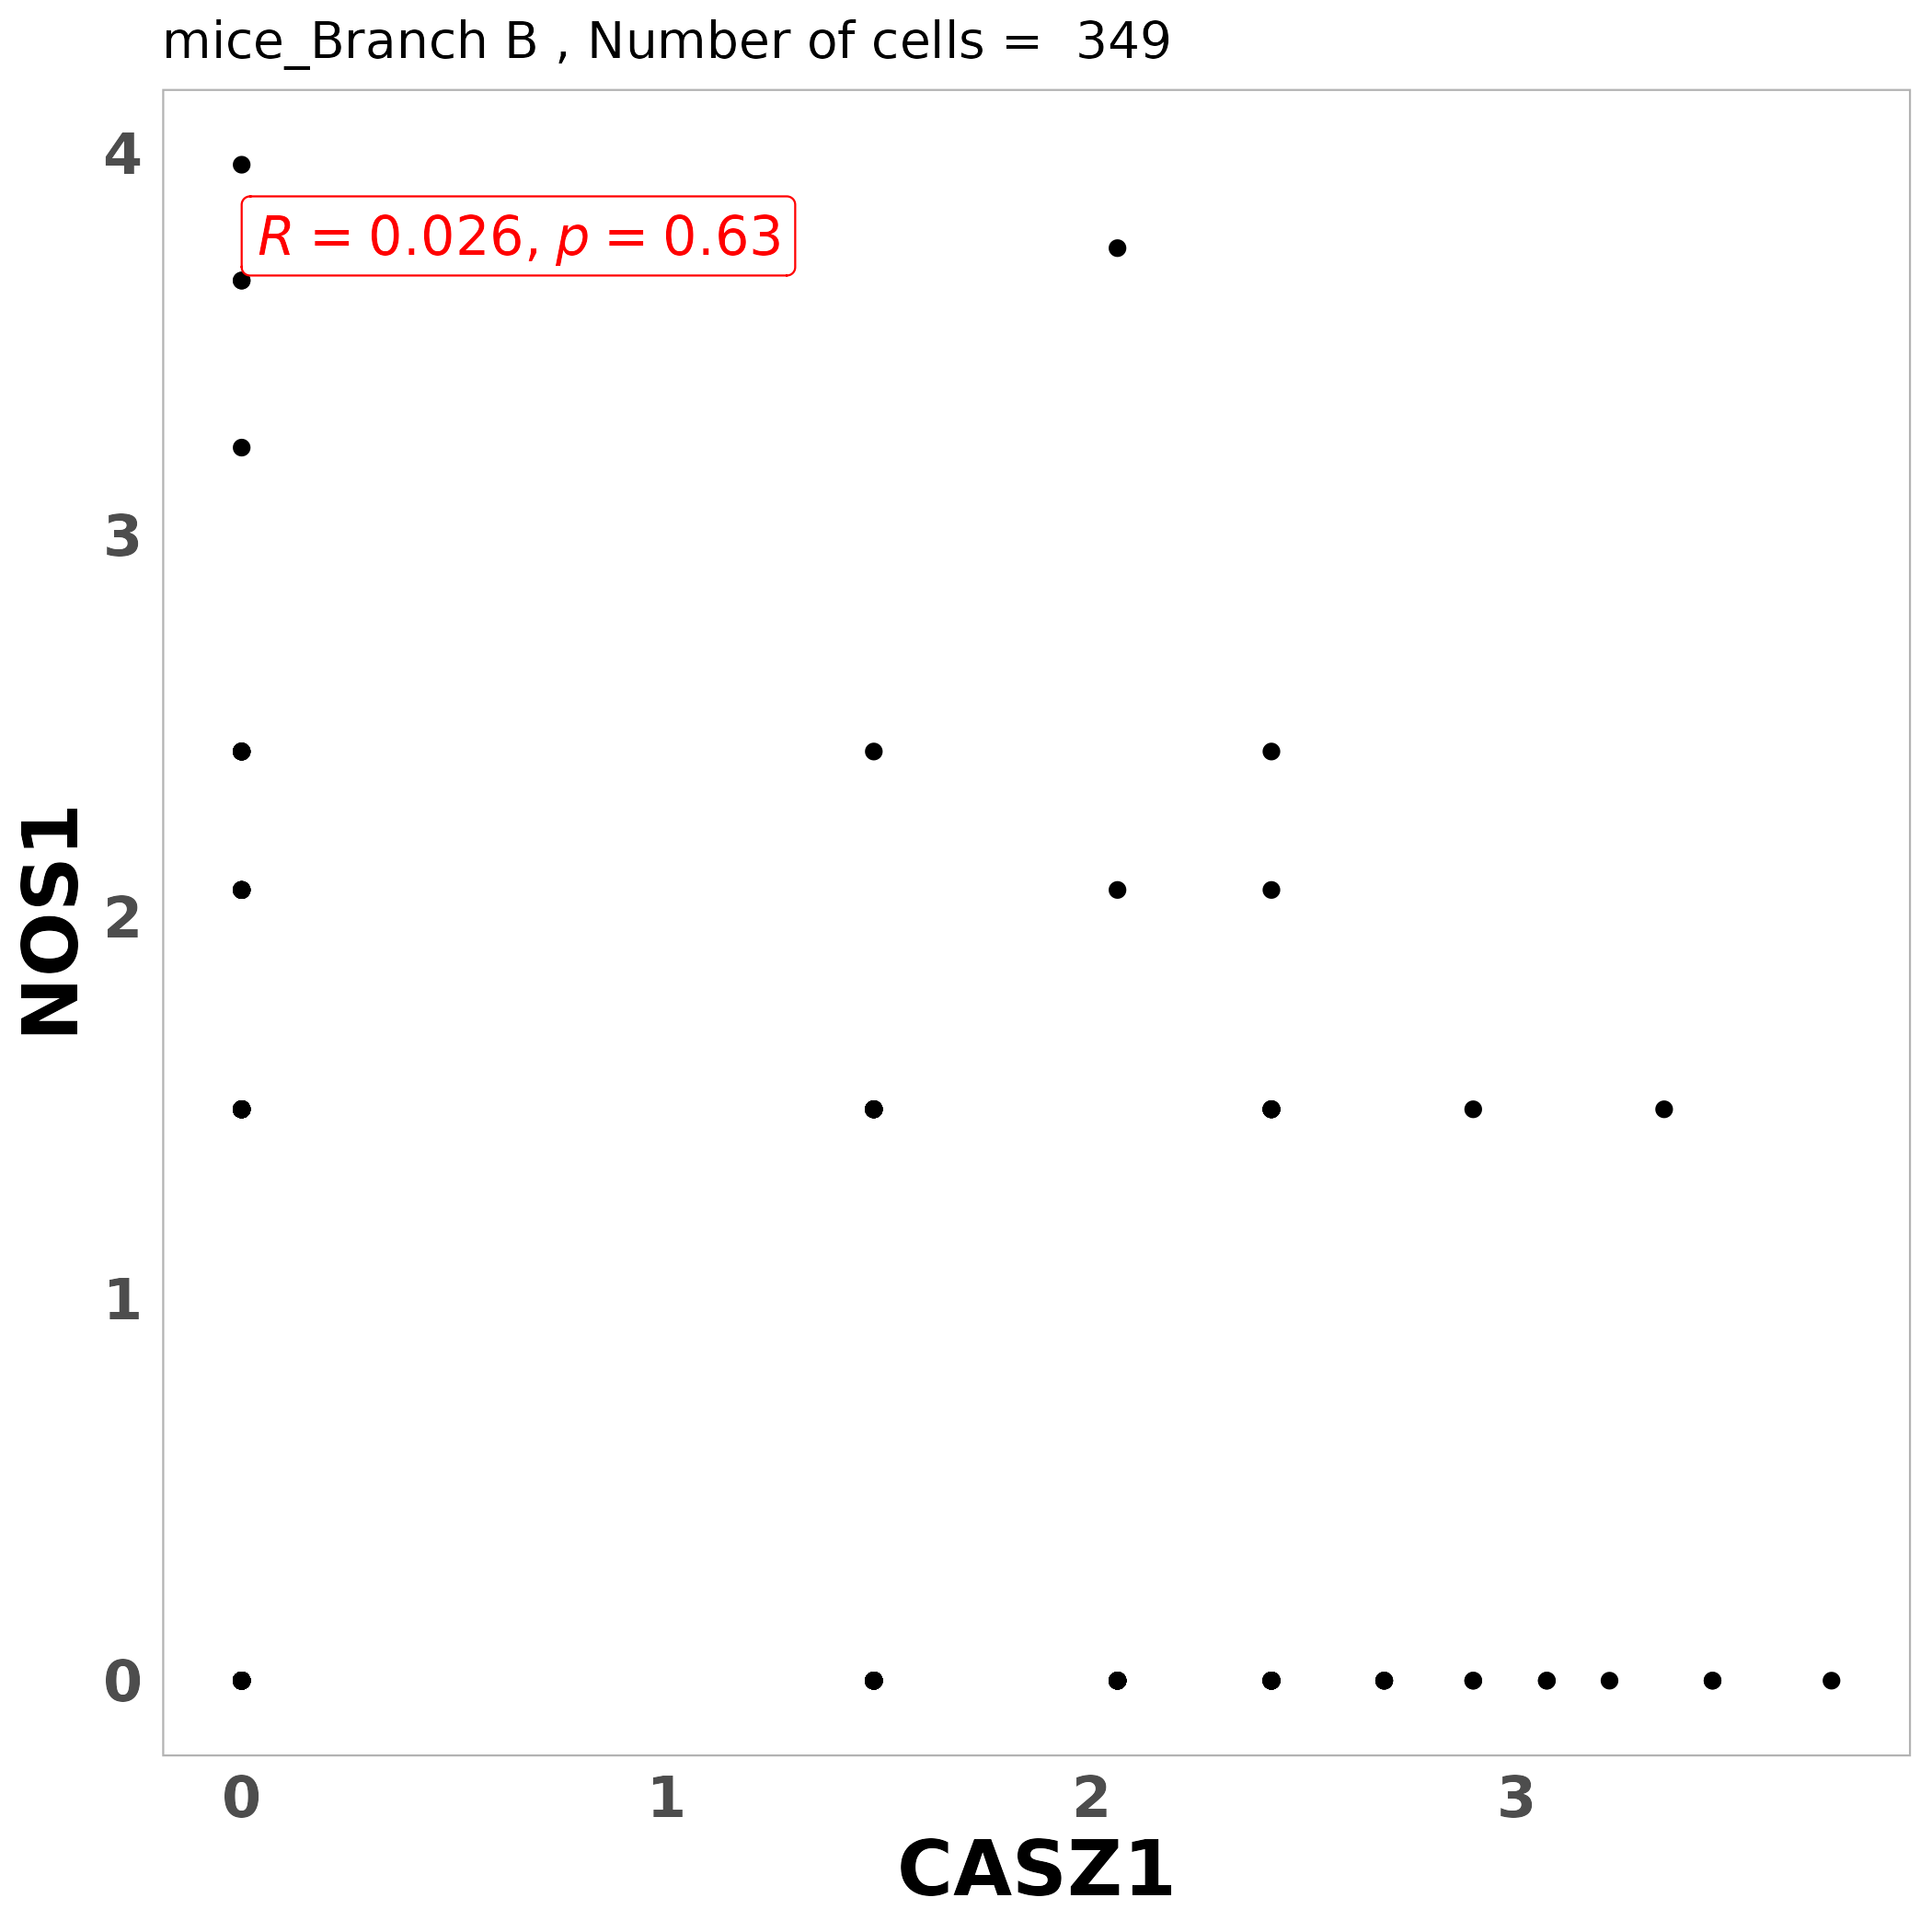 mice_Branch B , Number of cells =  349
4
R = 0.026, p = 0.63
3
2
1
0
NOS1
0 1 2 3
CASZ1